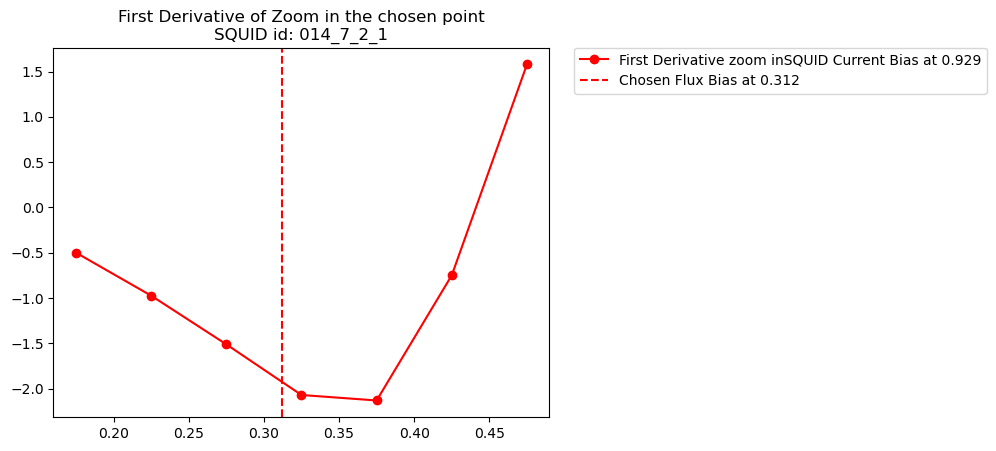 First Derivative of Zoom in the chosen point
SQUID id: 014_7_2_1
First Derivative zoom inSQUID Current Bias at 0.929
Chosen Flux Bias at 0.312
1.5
1.0
0.5
0.0
−0.5
−1.0
−1.5
−2.0
0.20 0.25 0.30 0.35 0.40 0.45